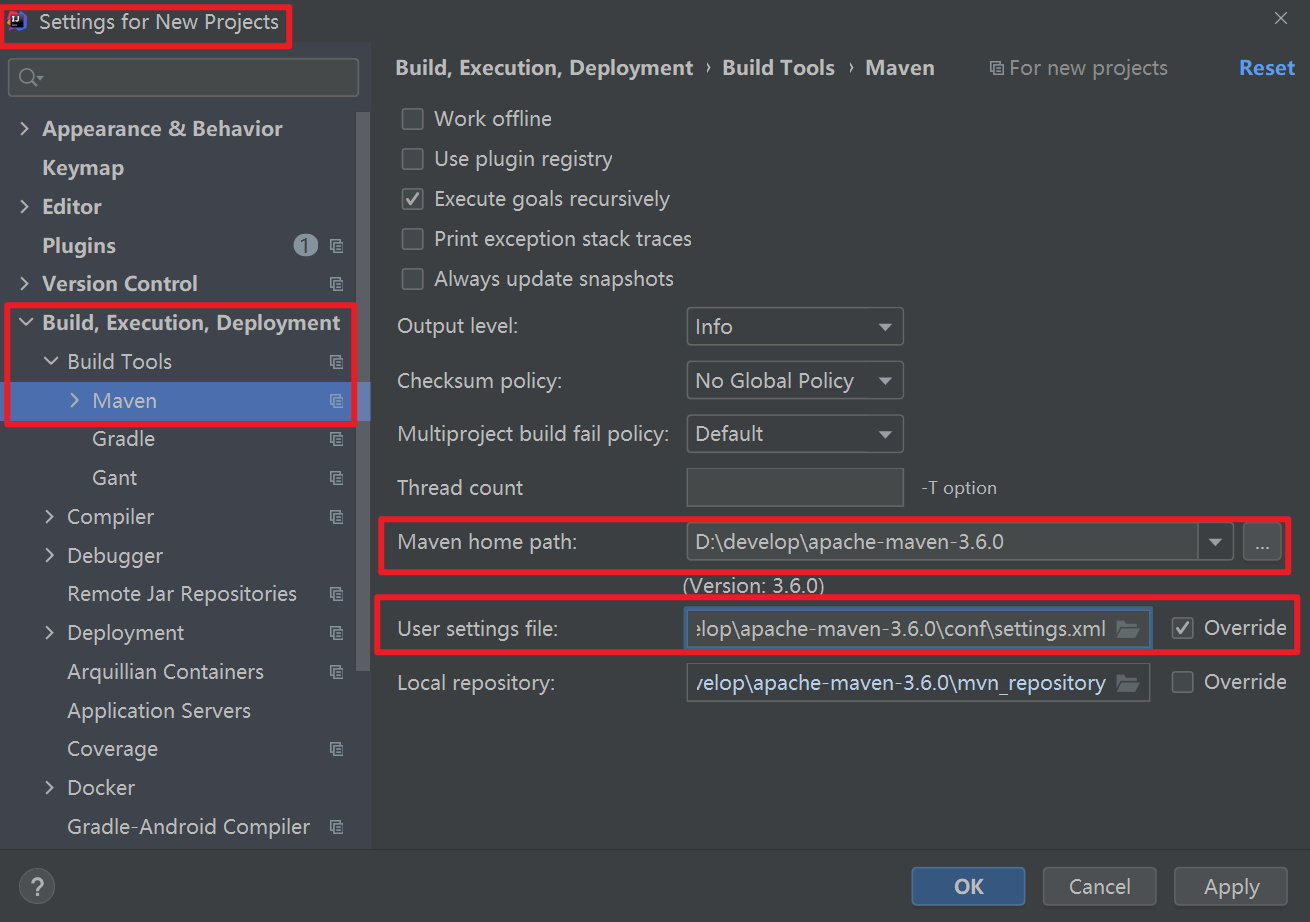 Settings for New Projects
Appearance & Behavior
Keymap
Editor
Plugins 1
Version Control
Build, Execution, Deployment
Build Tools
Maven
Gradle
Gant
Compiler
Debugger
Remote Jar Repositories
Deployment
Arquillian Containers
Application Servers
Coverage
Docker
Gradle-Android Compiler
Build, Execution, Deployment › Build Tools › Maven For new projects Reset
Work offline
Use plugin registry
Execute goals recursively
Print exception stack traces
Always update snapshots
Output level: Info
Checksum policy: No Global Policy
Multiproject build fail policy: Default
Thread count -T option
Maven home path: D:\develop\apache-maven-3.6.0 ...
(Version: 3.6.0)
User settings file: elop\apache-maven-3.6.0\conf\settings.xml Override
Local repository: velop\apache-maven-3.6.0\mvn_repository Override
? OK Cancel Apply